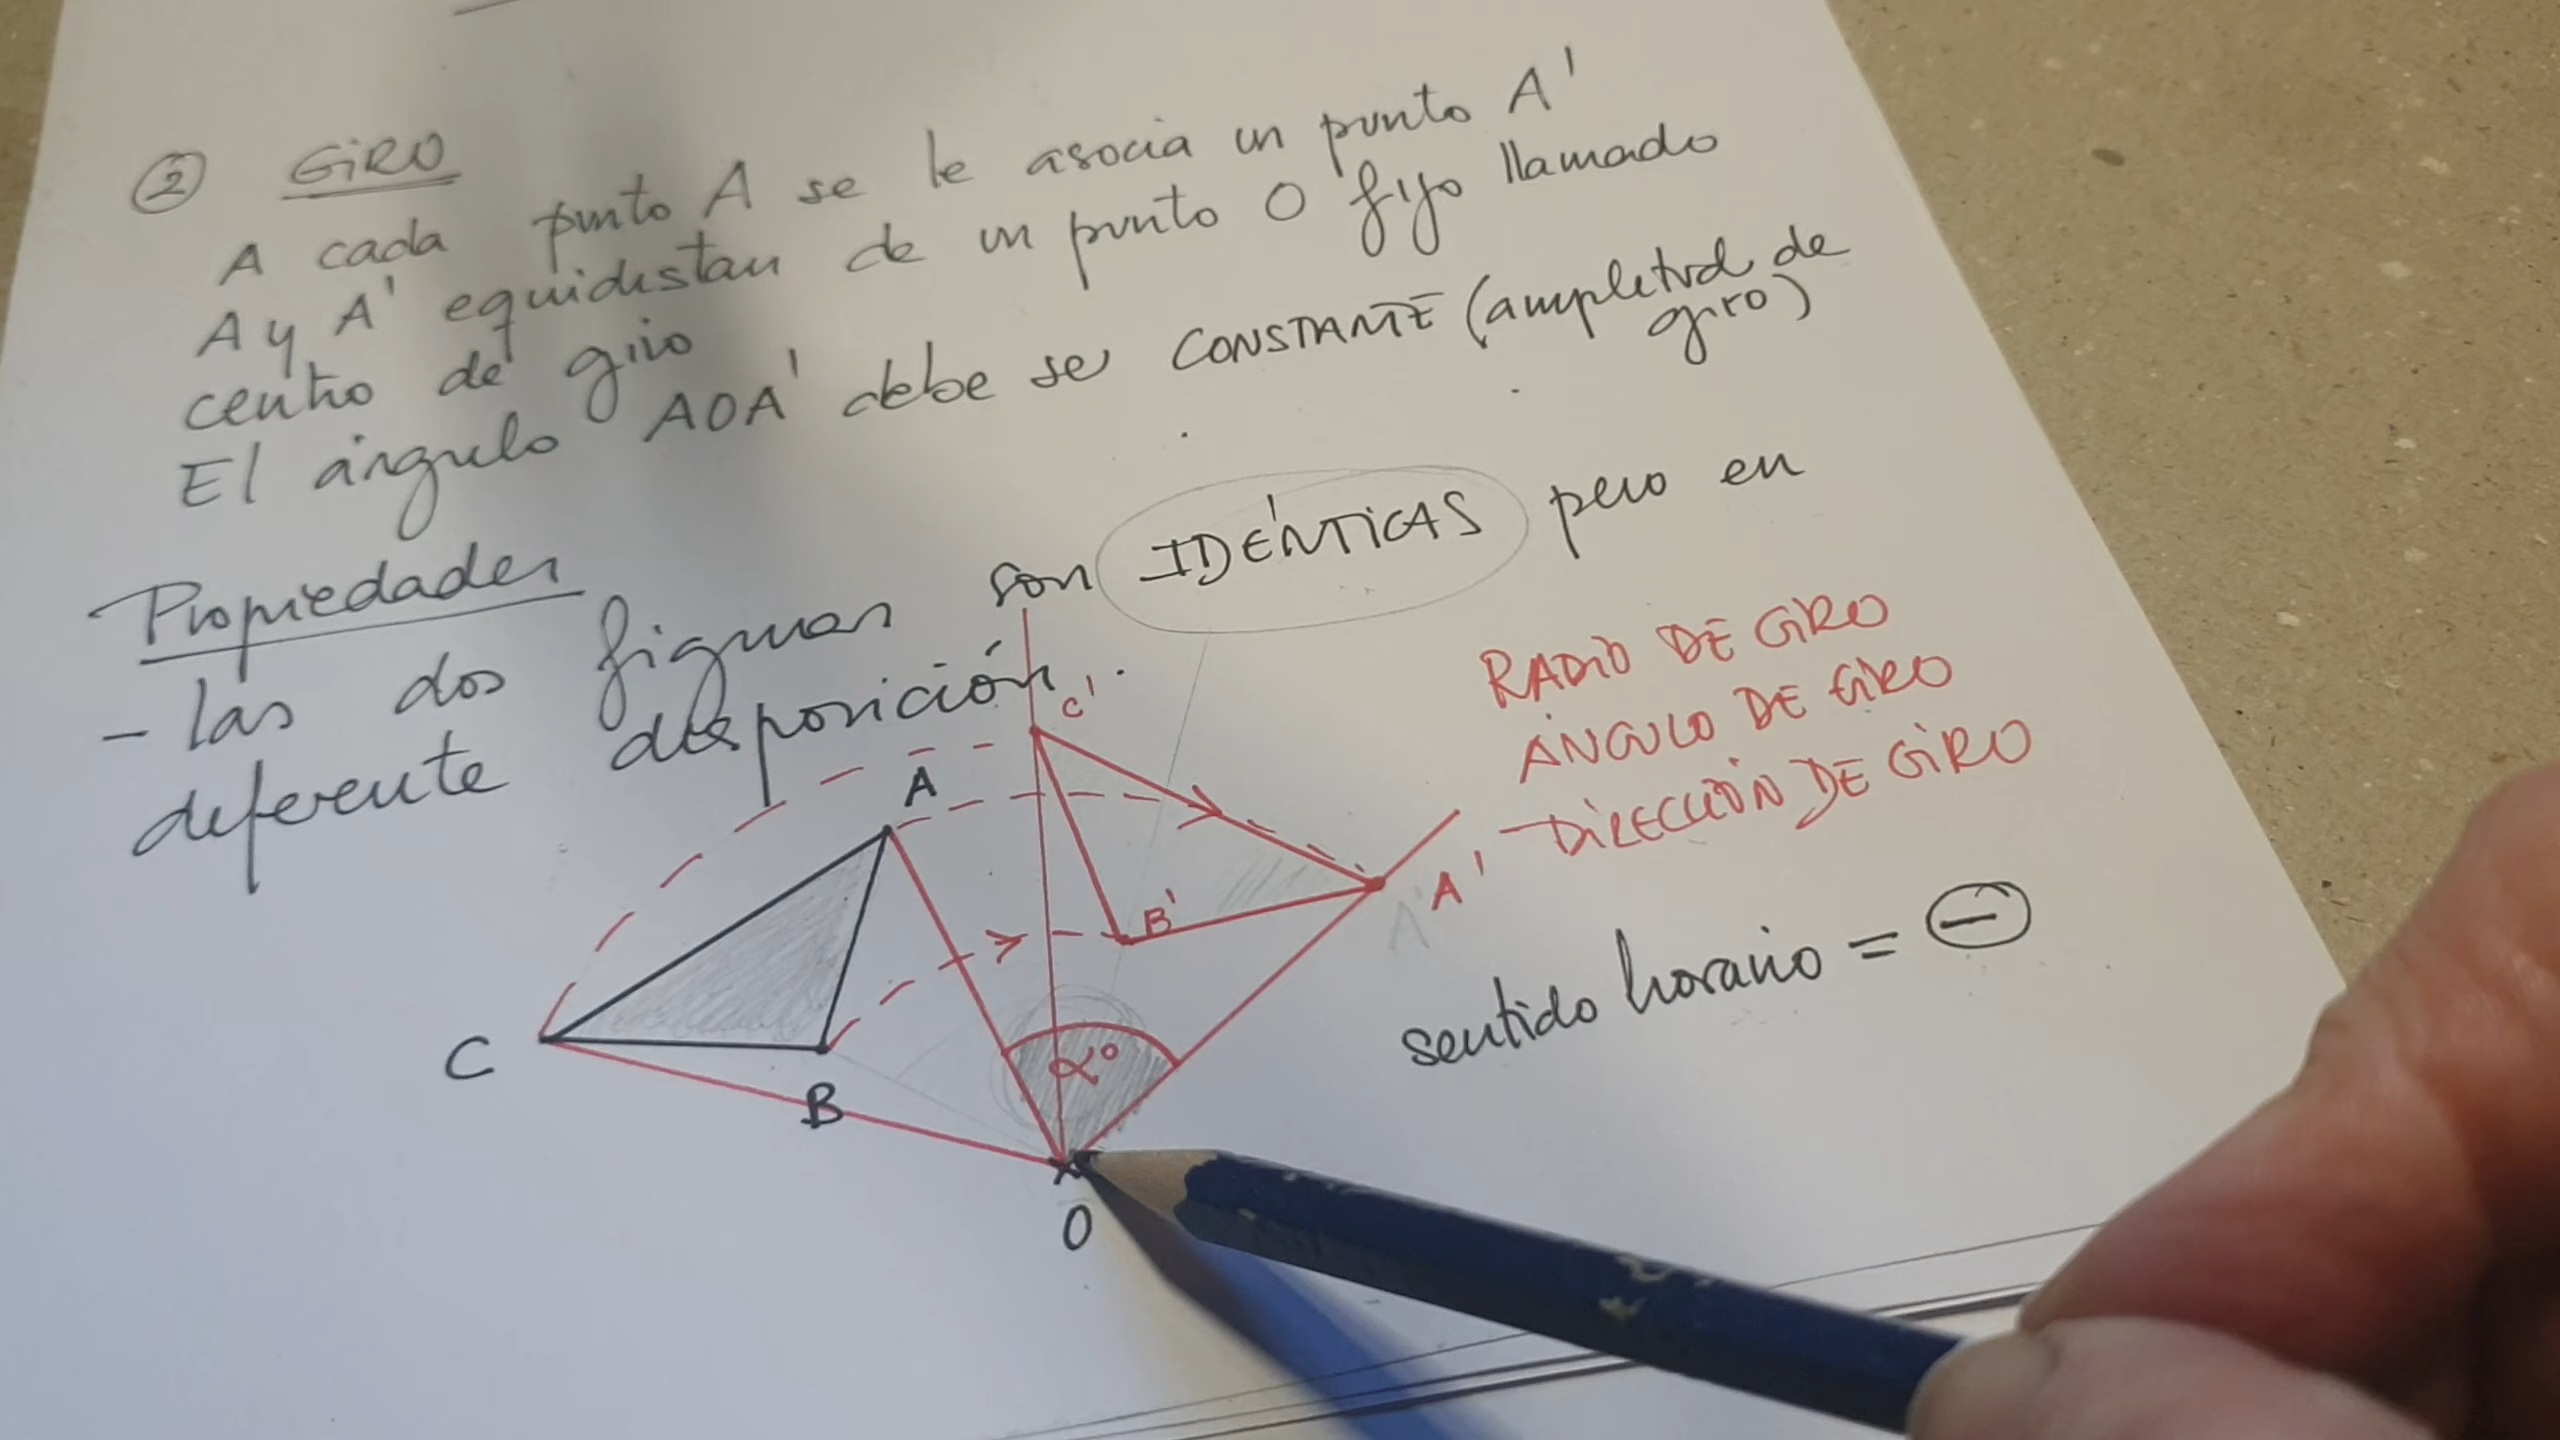 ② GIRO
A cada punto A se le asocia un punto A'
A y A' equidistan de un punto O fijo llamado
centro de giro
El ángulo AOA' debe ser CONSTANTE (amplitud de
giro)
Propiedades
- las dos figuras son IDÉNTICAS pero en
diferente disposición.
RADIO DE GIRO
ÁNGULO DE GIRO
DIRECCIÓN DE GIRO
C'
A
A'
A'
B'
sentido horario = -
C
B
α°
O